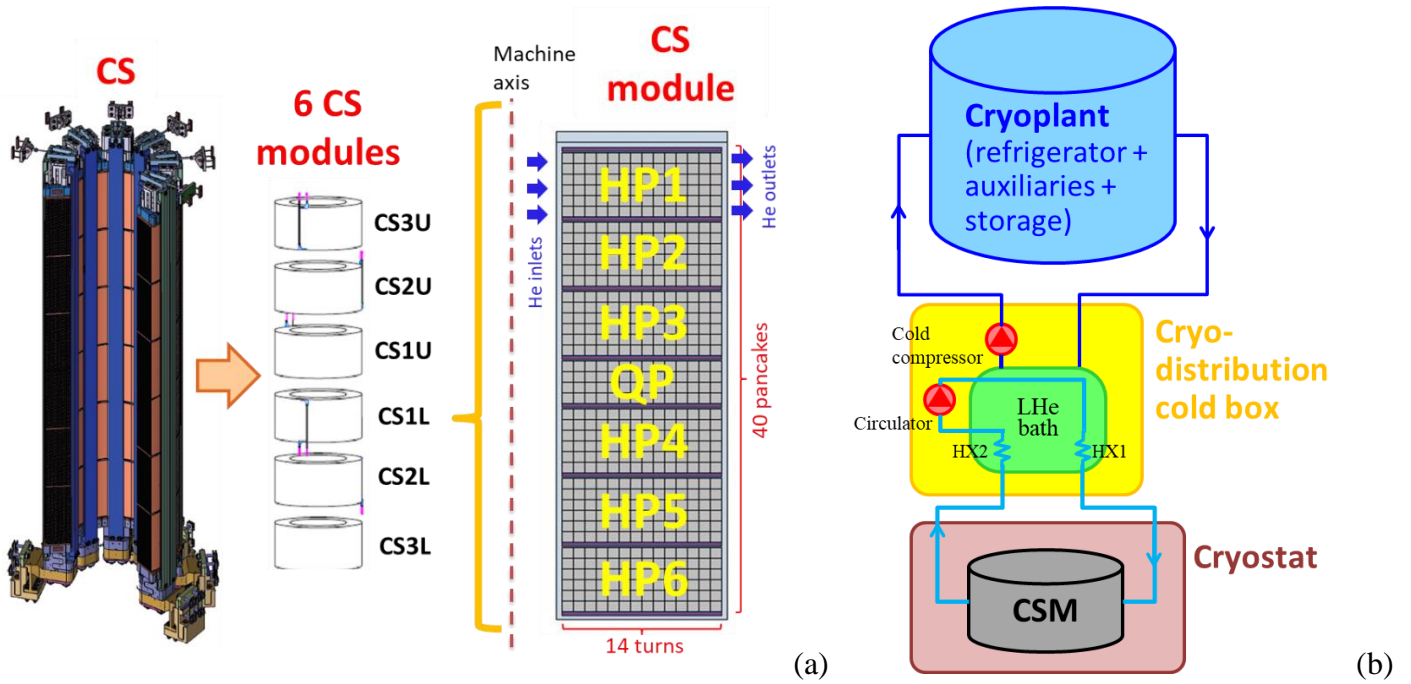 CS
6 CS
modules
CS3U
CS2U
CS1U
CS1L
CS2L
CS3L
Machine
axis
CS
module
He inlets
He outlets
HP1
HP2
HP3
QP
HP4
HP5
HP6
40 pancakes
14 turns
(a)
Cryoplant
(refrigerator +
auxiliaries +
storage)
Cold
compressor
Circulator
LHe
bath
HX2
HX1
Cryo-
distribution
cold box
Cryostat
CSM
(b)